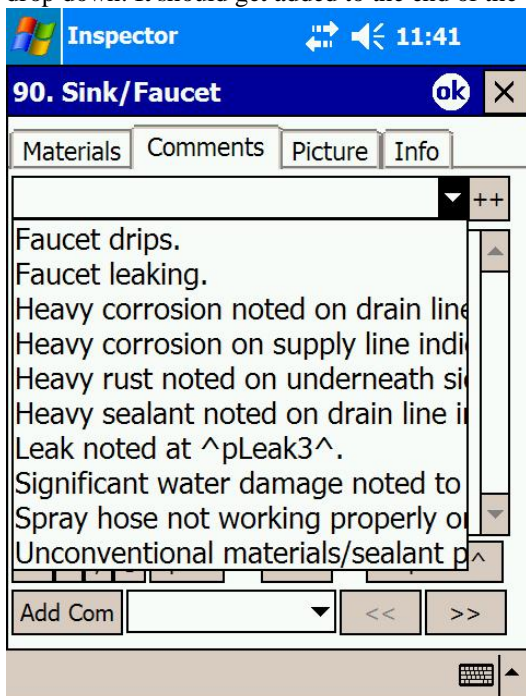 drop down. It should get added to the end of the
Inspector 11:41
90. Sink/Faucet ok X
Materials Comments Picture Info
++
Faucet drips.
Faucet leaking.
Heavy corrosion noted on drain line
Heavy corrosion on supply line indi
Heavy rust noted on underneath si
Heavy sealant noted on drain line i
Leak noted at ^pLeak3^.
Significant water damage noted to
Spray hose not working properly o
Unconventional materials/sealant p
^
Add Com << >>